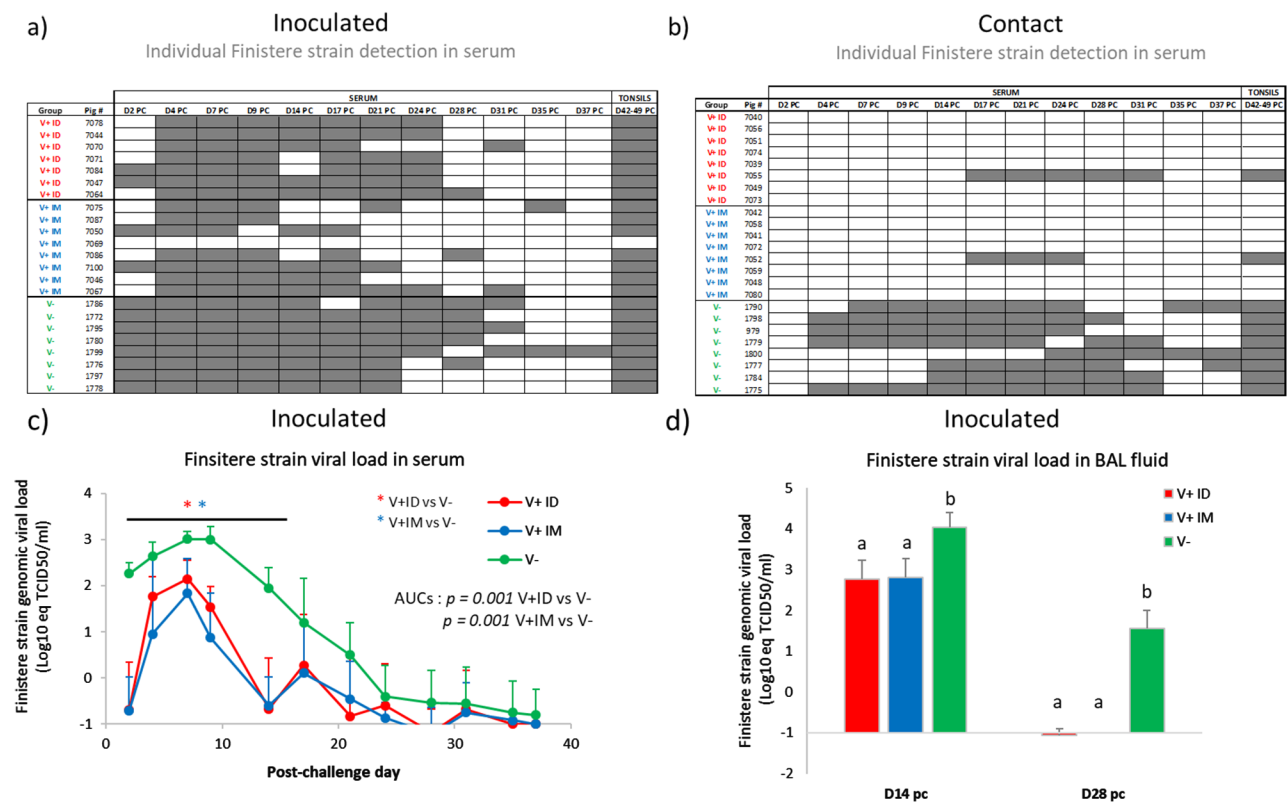 a)
Inoculated
Individual Finistere strain detection in serum
SERUM TONSILS
Group Pig # D2 PC D4 PC D7 PC D9 PC D14 PC D17 PC D21 PC D24 PC D28 PC D31 PC D35 PC D37 PC D42-49 PC
V+ ID 7078
V+ ID 7044
V+ ID 7070
V+ ID 7071
V+ ID 7084
V+ ID 7047
V+ ID 7064
V+ IM 7075
V+ IM 7087
V+ IM 7050
V+ IM 7069
V+ IM 7086
V+ IM 7100
V+ IM 7046
V+ IM 7067
V- 1786
V- 1772
V- 1795
V- 1780
V- 1799
V- 1776
V- 1797
V- 1778
b)
Contact
Individual Finistere strain detection in serum
SERUM TONSILS
Group Pig # D2 PC D4 PC D7 PC D9 PC D14 PC D17 PC D21 PC D24 PC D28 PC D31 PC D35 PC D37 PC D42-49 PC
V+ ID 7040
V+ ID 7056
V+ ID 7051
V+ ID 7074
V+ ID 7039
V+ ID 7055
V+ ID 7049
V+ ID 7073
V+ IM 7042
V+ IM 7058
V+ IM 7041
V+ IM 7072
V+ IM 7052
V+ IM 7059
V+ IM 7048
V+ IM 7080
V- 1790
V- 1798
V- 979
V- 1779
V- 1800
V- 1777
V- 1784
V- 1775
c)
Inoculated
Finsitere strain viral load in serum
Finistere strain genomic viral load
(Log10 eq TCID50/ml)
4
3
2
1
-0
-1
* *
* V+ID vs V-
* V+IM vs V-
V+ ID
V+ IM
V-
AUCs : p = 0.001 V+ID vs V-
p = 0.001 V+IM vs V-
0 10 20 30 40
Post-challenge day
d)
Inoculated
Finistere strain viral load in BAL fluid
Finistere strain genomic viral load
(Log10 eq TCID50/ml)
5
4
3
2
1
0
-1
-2
a a b
a a b
V+ ID
V+ IM
V-
D14 pc D28 pc